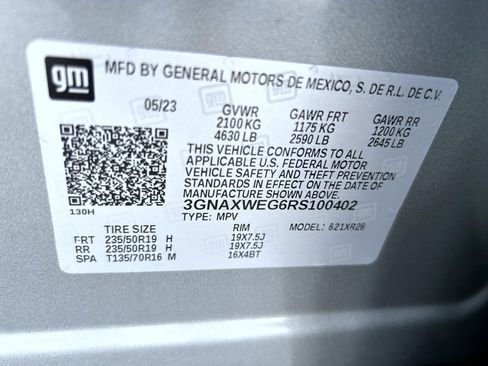 gm
MFD BY GENERAL MOTORS DE MEXICO, S. DE R.L. DE C.V.
05/23 GVWR GAWR FRT GAWR RR
2100 KG 1175 KG 1200 KG
4630 LB 2590 LB 2645 LB
THIS VEHICLE CONFORMS TO ALL
APPLICABLE U.S. FEDERAL MOTOR
VEHICLE SAFETY AND THEFT PREVENTION
STANDARDS IN EFFECT ON THE DATE OF
MANUFACTURE SHOWN ABOVE.
3GNAXWEG6RS100402
130H TYPE: MPV MODEL: 621XR26
TIRE SIZE RIM
FRT 235/50R19 H 19X7.5J
RR 235/50R19 H 19X7.5J
SPA T135/70R16 M 16X4BT